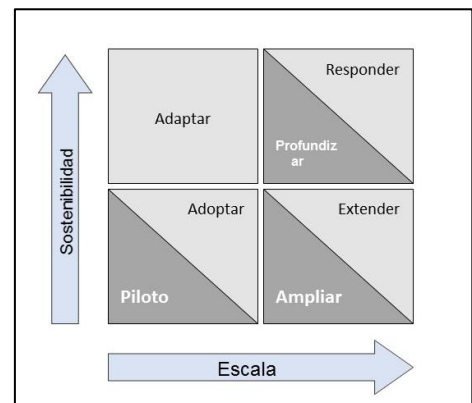 Responder
Adaptar
Profundiz
ar
Sostenibilidad
Adoptar
Extender
Piloto
Ampliar
Escala